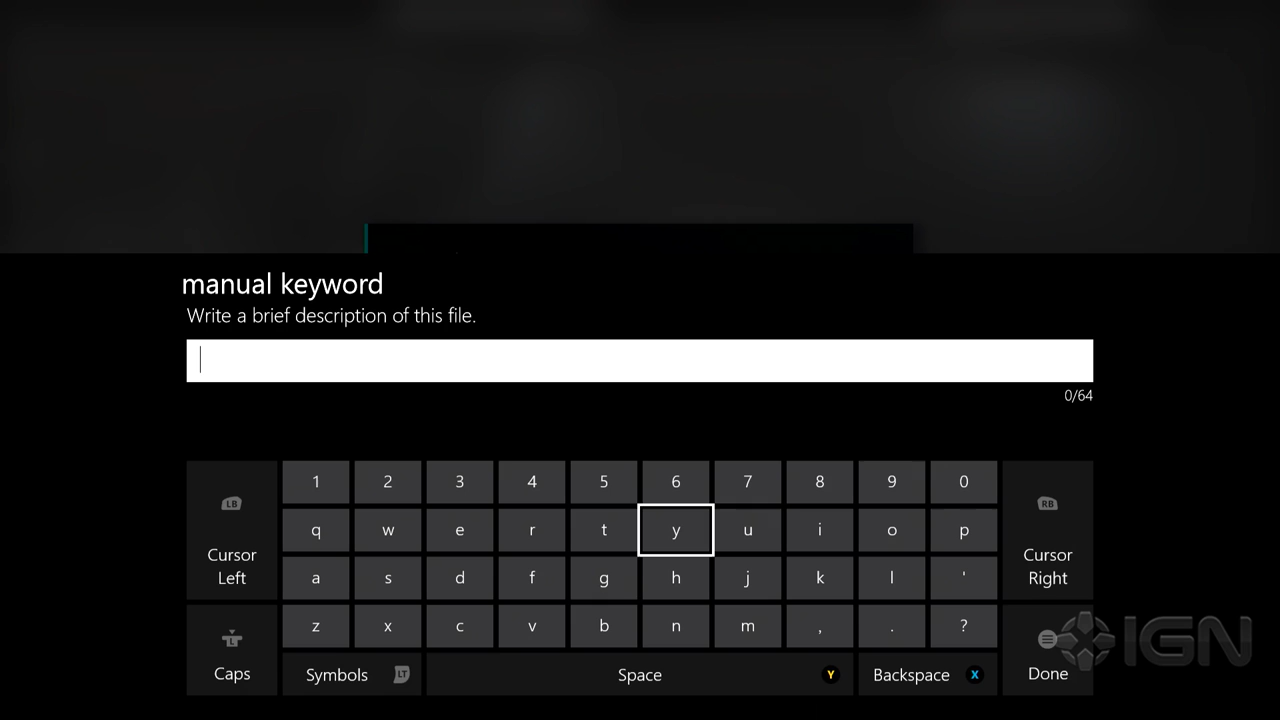 manual keyword
Write a brief description of this file.
0/64
LB 1 2 3 4 5 6 7 8 9 0 RB
q w e r t y u i o p
Cursor Left
a s d f g h j k l '
Cursor Right
z x c v b n m , . ?
L Caps
Symbols LT Space Y Backspace X Done
IGN